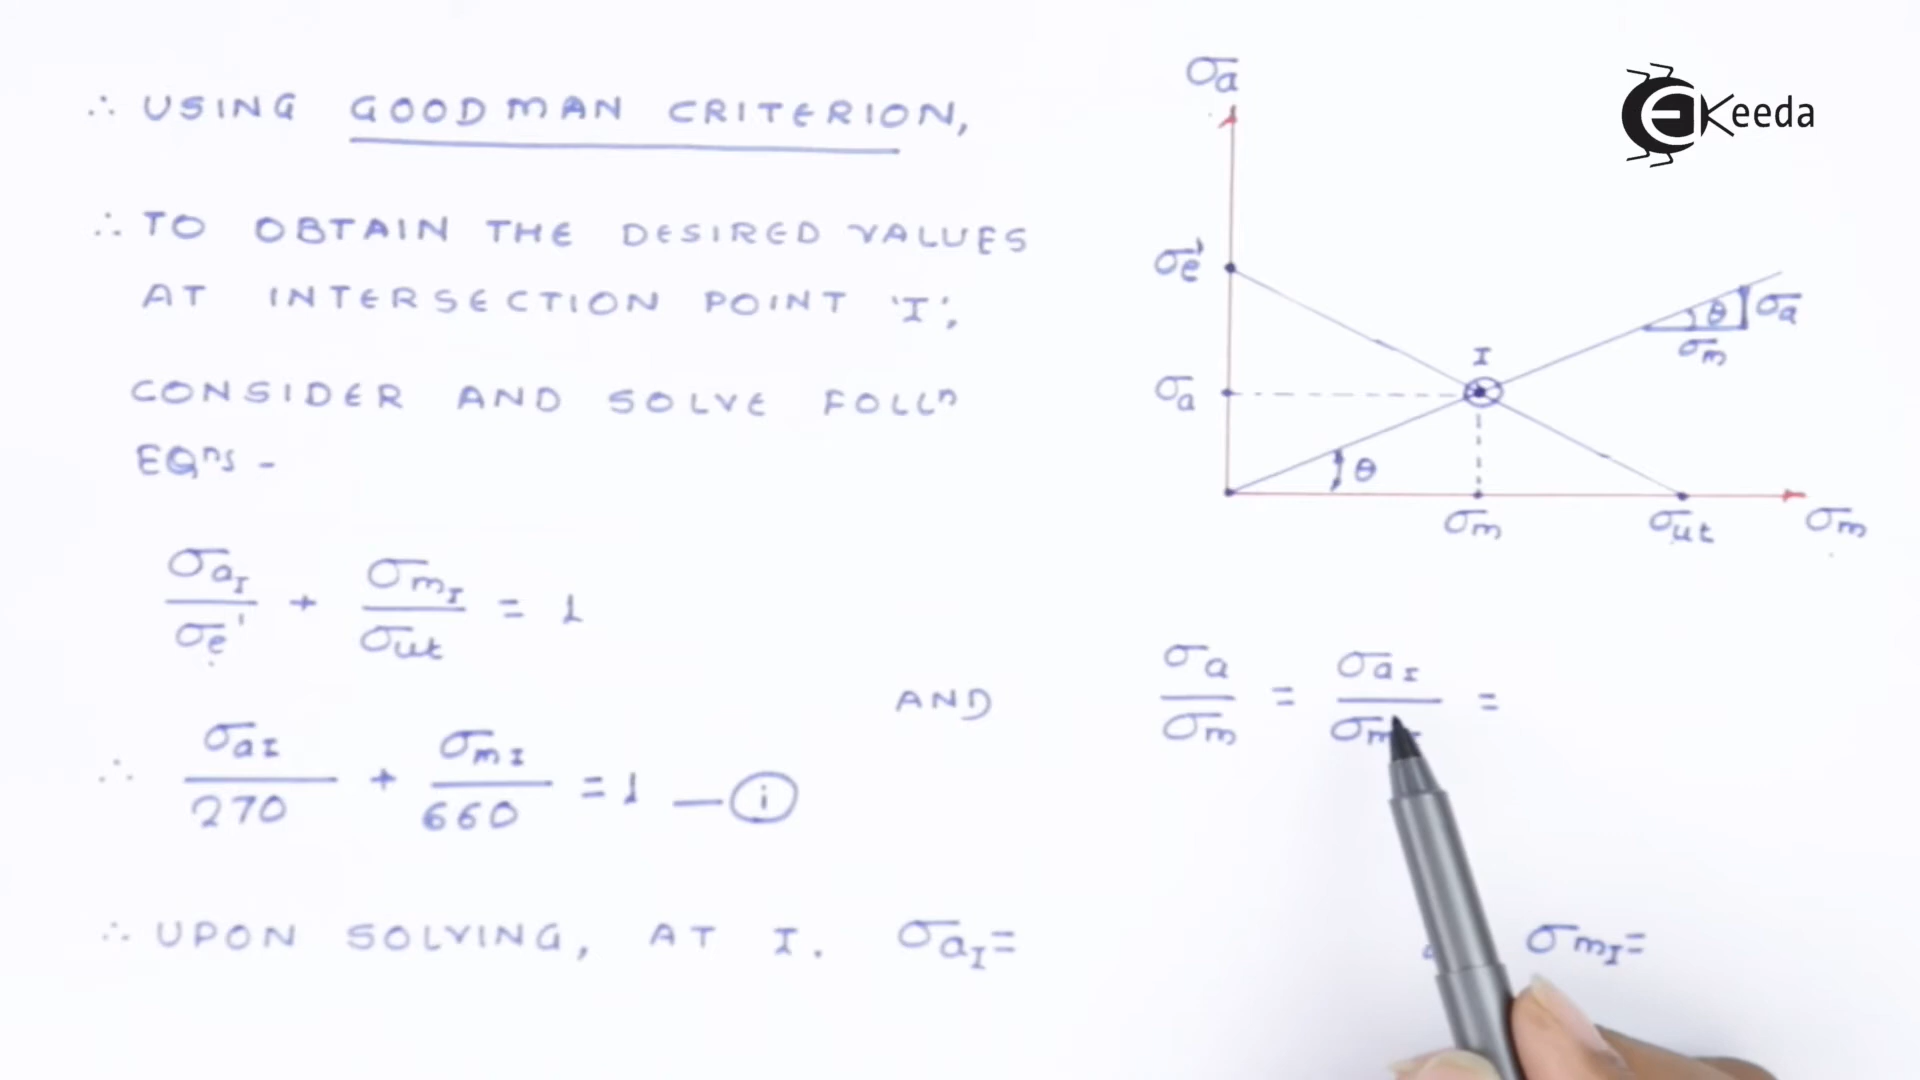 ∴ USING GOODMAN CRITERION,
∴ TO OBTAIN THE DESIRED VALUES
AT INTERSECTION POINT 'I',
CONSIDER AND SOLVE FOLLⁿ
EQⁿˢ -
σaI/σe' + σmI/σut = 1
∴ σaI/270 + σmI/660 = 1 — (i)
AND
σa/σm = σaI/σmI =
∴ UPON SOLVING, AT I. σaI=
σmI=
σa
σe'
σa
I
θ
θ
σa
σm
σm
σut
σm
EKeeda